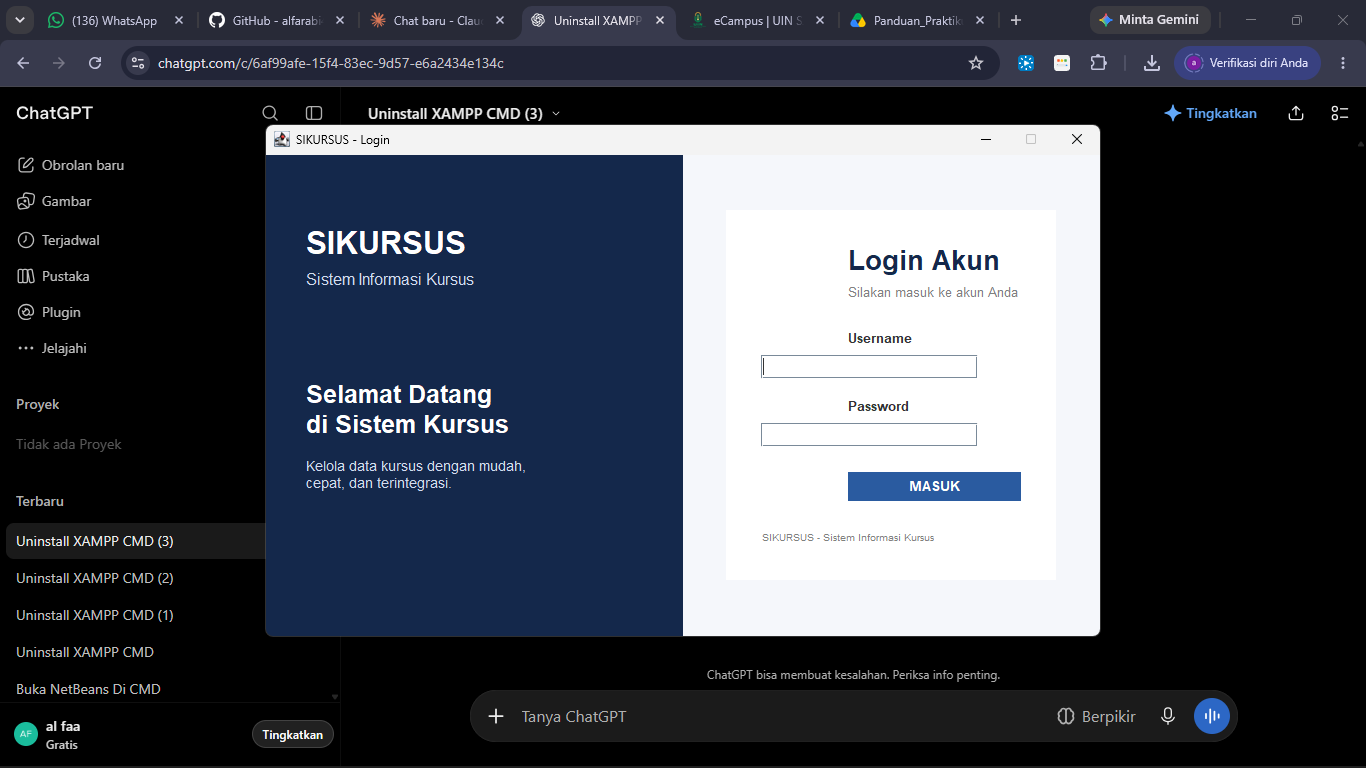 (136) WhatsApp
GitHub - alfarabi
Chat baru - Clau
Uninstall XAMPP
eCampus | UIN S
Panduan_Praktik
Minta Gemini
chatgpt.com/c/6af99afe-15f4-83ec-9d57-e6a2434e134c
a
Verifikasi diri Anda
ChatGPT
Uninstall XAMPP CMD (3)
Tingkatkan
Obrolan baru
Gambar
Terjadwal
Pustaka
Plugin
Jelajahi
Proyek
Tidak ada Proyek
Terbaru
Uninstall XAMPP CMD (3)
Uninstall XAMPP CMD (2)
Uninstall XAMPP CMD (1)
Uninstall XAMPP CMD
Buka NetBeans Di CMD
AF
al faa
Gratis
Tingkatkan
SIKURSUS - Login
SIKURSUS
Sistem Informasi Kursus
Selamat Datang
di Sistem Kursus
Kelola data kursus dengan mudah,
cepat, dan terintegrasi.
Login Akun
Silakan masuk ke akun Anda
Username
Password
MASUK
SIKURSUS - Sistem Informasi Kursus
ChatGPT bisa membuat kesalahan. Periksa info penting.
Tanya ChatGPT
Berpikir